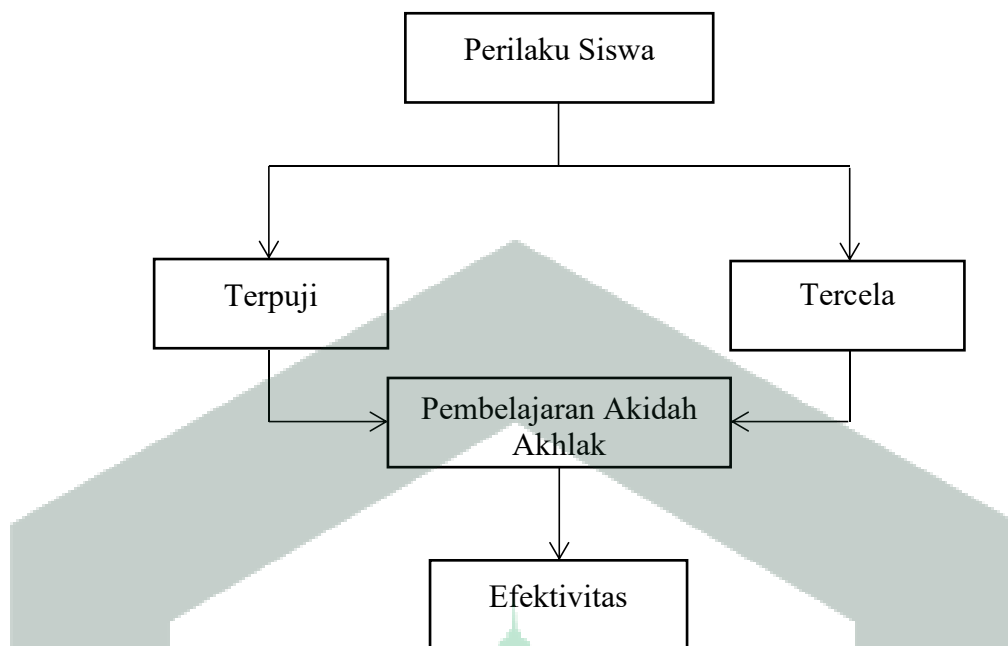 Perilaku Siswa
Terpuji
Tercela
Pembelajaran Akidah
Akhlak
Efektivitas